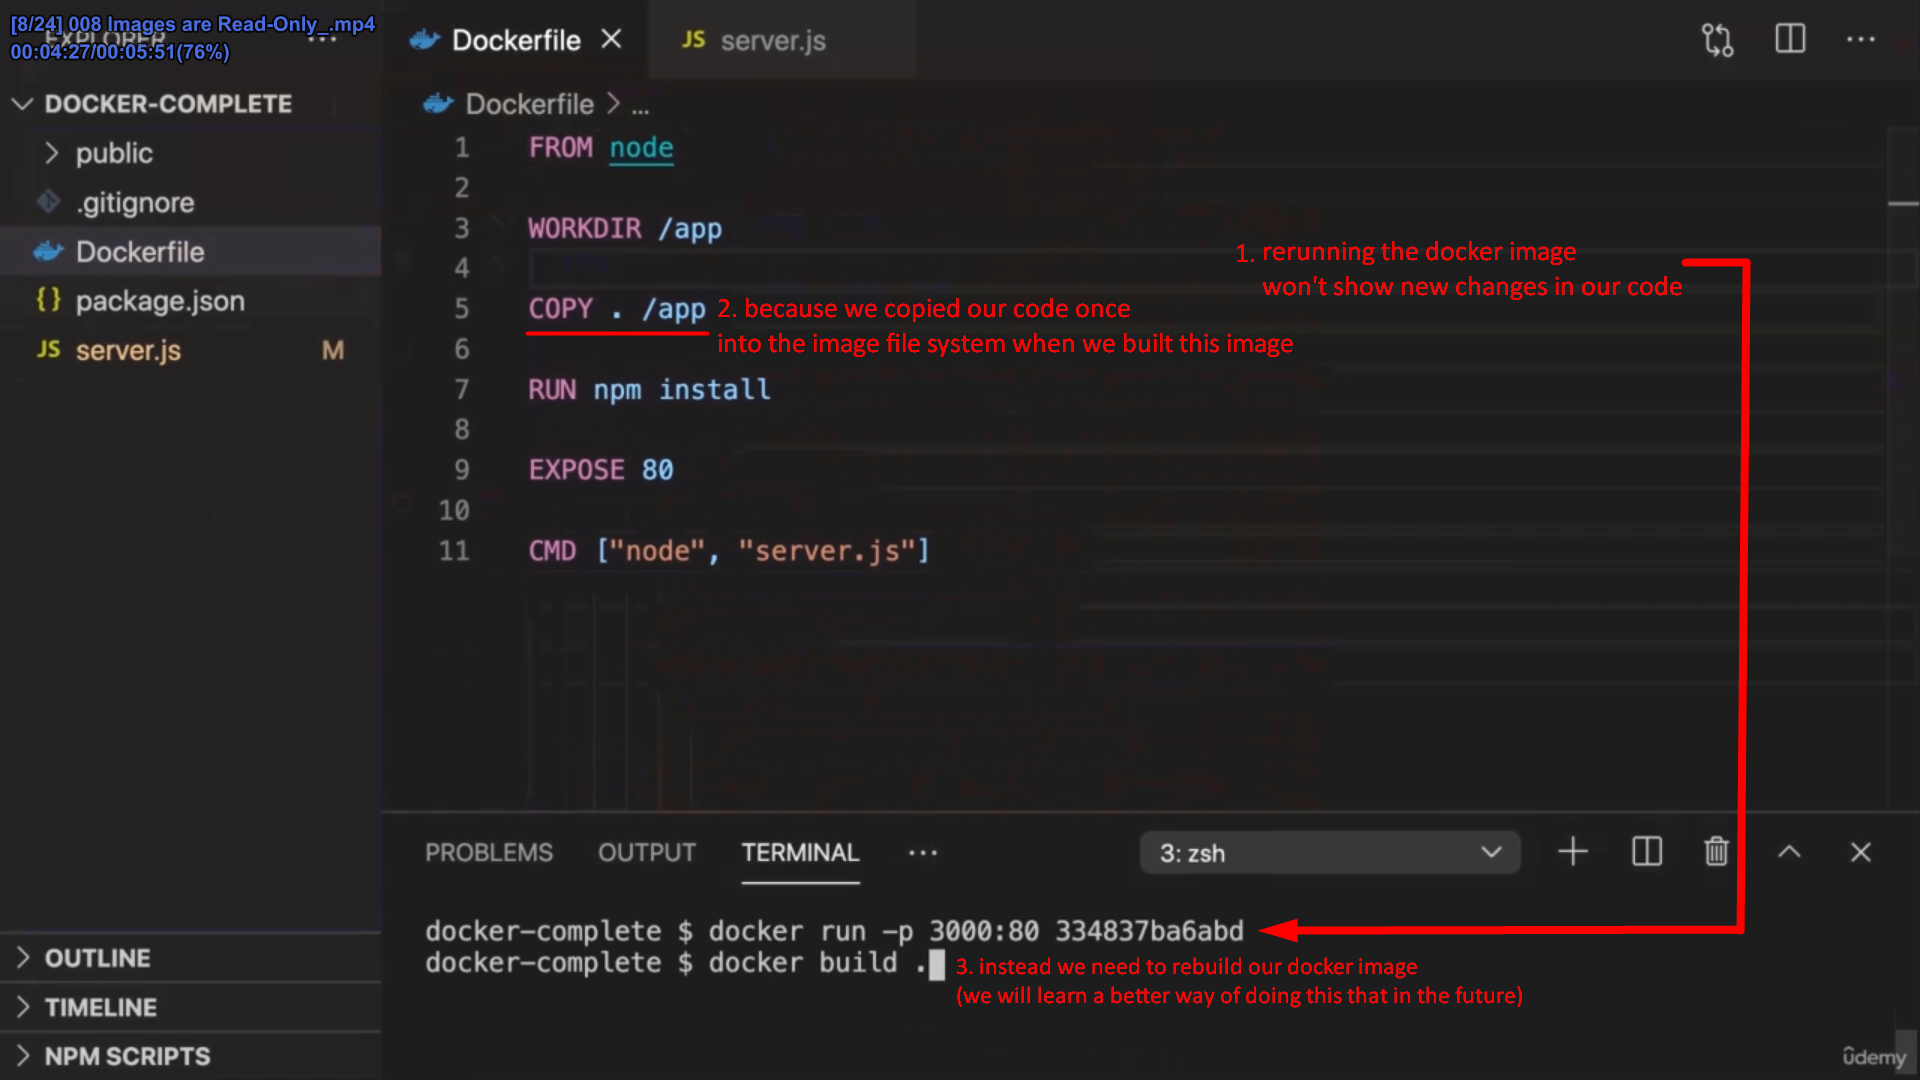 [8/24] 008 Images are Read-Only_.mp4
00:04:27/00:05:51(76%)
EXPLORER
Dockerfile
JS server.js
DOCKER-COMPLETE
public
.gitignore
Dockerfile
{} package.json
JS server.js M
Dockerfile > ...
1 FROM node
2
3 WORKDIR /app
4
5 COPY . /app
6
7 RUN npm install
8
9 EXPOSE 80
10
11 CMD ["node", "server.js"]
1. rerunning the docker image
won't show new changes in our code
2. because we copied our code once
into the image file system when we built this image
PROBLEMS OUTPUT TERMINAL ...
3: zsh
docker-complete $ docker run -p 3000:80 334837ba6abd
docker-complete $ docker build .
3. instead we need to rebuild our docker image
(we will learn a better way of doing this that in the future)
OUTLINE
TIMELINE
NPM SCRIPTS
ûdemy